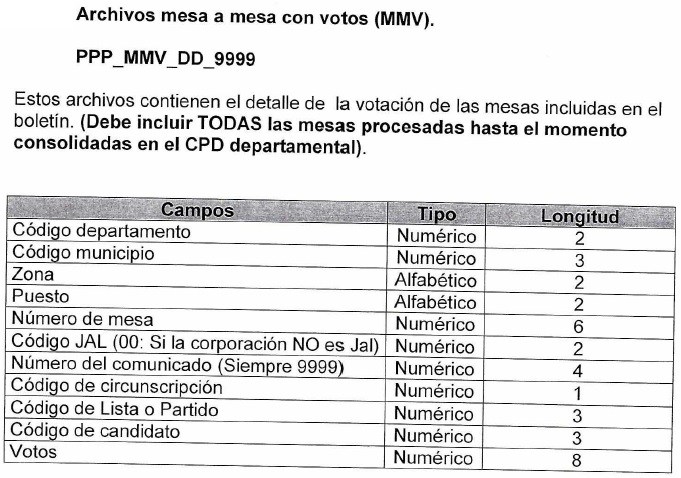 Archivos mesa a mesa con votos (MMV).
PPP_MMV_DD_9999
Estos archivos contienen el detalle de la votación de las mesas incluidas en el
boletín. (Debe incluir TODAS las mesas procesadas hasta el momento
consolidadas en el CPD departamental).
Campos Tipo Longitud
Código departamento Numérico 2
Código municipio Numérico 3
Zona Alfabético 2
Puesto Alfabético 2
Número de mesa Numérico 6
Código JAL (00: Si la corporación NO es Jal) Numérico 2
Número del comunicado (Siempre 9999) Numérico 4
Código de circunscripción Numérico 1
Código de Lista o Partido Numérico 3
Código de candidato Numérico 3
Votos Numérico 8